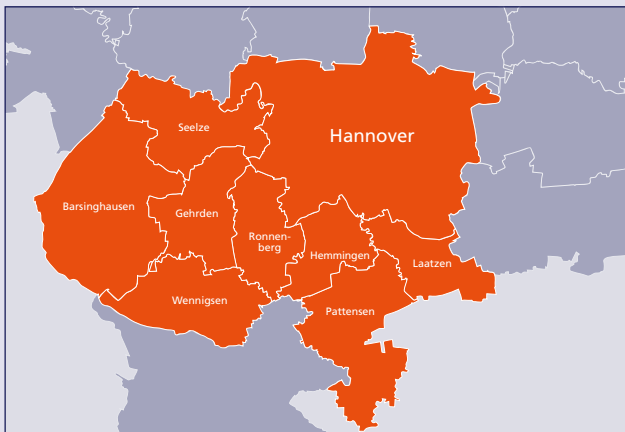 Seelze
Hannover
Barsinghausen
Gehrden
Ronnen-
berg
Hemmingen
Laatzen
Wennigsen
Pattensen